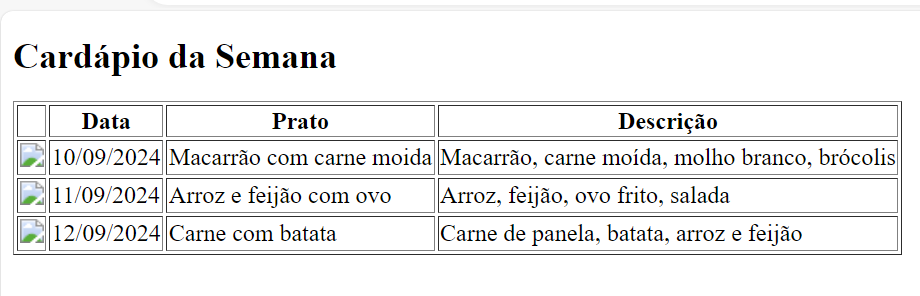 Cardápio da Semana
Data Prato Descrição
10/09/2024 Macarrão com carne moida Macarrão, carne moída, molho branco, brócolis
11/09/2024 Arroz e feijão com ovo Arroz, feijão, ovo frito, salada
12/09/2024 Carne com batata Carne de panela, batata, arroz e feijão